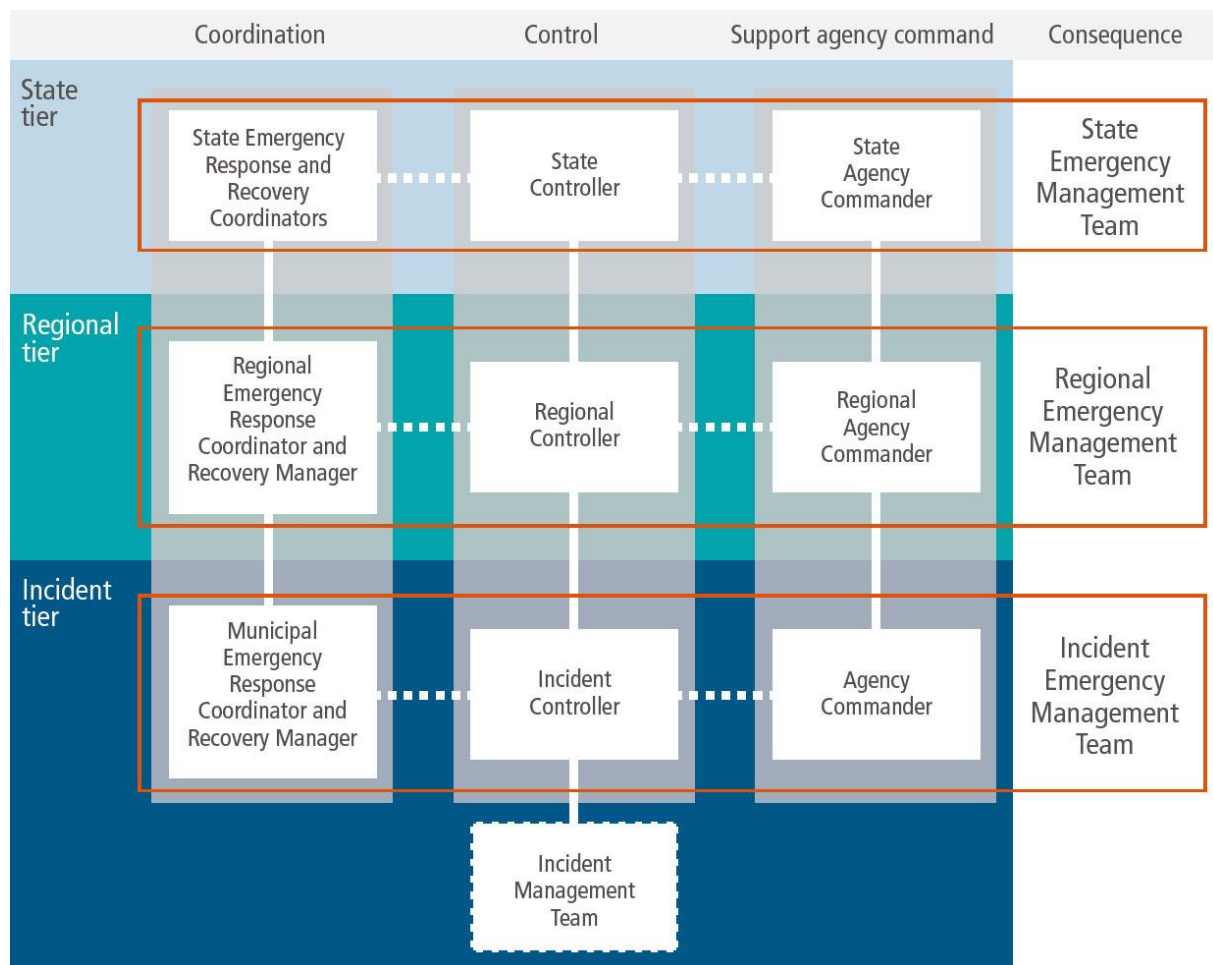 Coordination
Control
Support agency command
Consequence
State
tier
State Emergency
Response and
Recovery
Coordinators
State
Controller
State
Agency
Commander
State
Emergency
Management
Team
Regional
tier
Regional
Emergency
Response
Coordinator and
Recovery Manager
Regional
Controller
Regional
Agency
Commander
Regional
Emergency
Management
Team
Incident
tier
Municipal
Emergency
Response
Coordinator and
Recovery Manager
Incident
Controller
Agency
Commander
Incident
Emergency
Management
Team
Incident
Management
Team